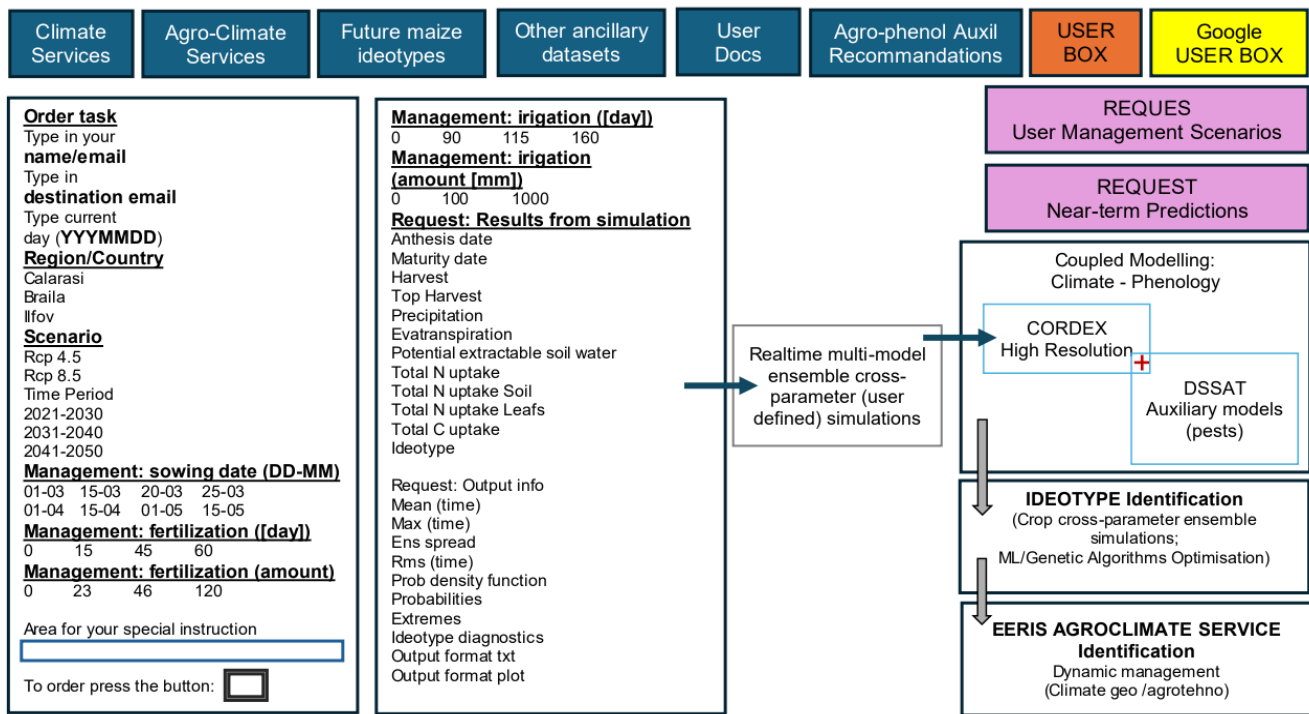 Climate
Services
Agro-Climate
Services
Future maize
ideotypes
Other ancillary
datasets
User
Docs
Agro-phenol Auxil
Recommandations
USER
BOX
Google
USER BOX
Order task
Type in your
name/email
Type in
destination email
Type current
day (YYYMMDD)
Region/Country
Calarasi
Braila
Ilfov
Scenario
Rcp 4.5
Rcp 8.5
Time Period
2021-2030
2031-2040
2041-2050
Management: sowing date (DD-MM)
01-03 15-03 20-03 25-03
01-04 15-04 01-05 15-05
Management: fertilization ([day])
0 15 45 60
Management: fertilization (amount)
0 23 46 120
Area for your special instruction
To order press the button:
Management: irigation ([day])
0 90 115 160
Management: irigation
(amount [mm])
0 100 1000
Request: Results from simulation
Anthesis date
Maturity date
Harvest
Top Harvest
Precipitation
Evatranspiration
Potential extractable soil water
Total N uptake
Total N uptake Soil
Total N uptake Leafs
Total C uptake
Ideotype
Request: Output info
Mean (time)
Max (time)
Ens spread
Rms (time)
Prob density function
Probabilities
Extremes
Ideotype diagnostics
Output format txt
Output format plot
Realtime multi-model
ensemble cross-
parameter (user
defined) simulations
REQUES
User Management Scenarios
REQUEST
Near-term Predictions
Coupled Modelling:
Climate - Phenology
CORDEX
High Resolution
+
DSSAT
Auxiliary models
(pests)
IDEOTYPE Identification
(Crop cross-parameter ensemble
simulations;
ML/Genetic Algorithms Optimisation)
EERIS AGROCLIMATE SERVICE
Identification
Dynamic management
(Climate geo /agrotehno)